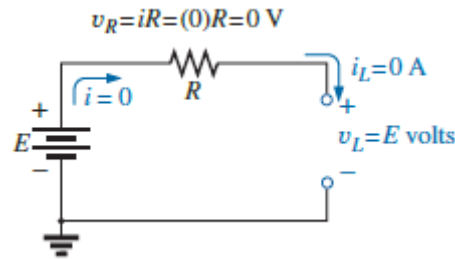 v_R=iR=(0)R=0 V
i_L=0 A
+
i=0
R
+
E
v_L=E volts
−
−